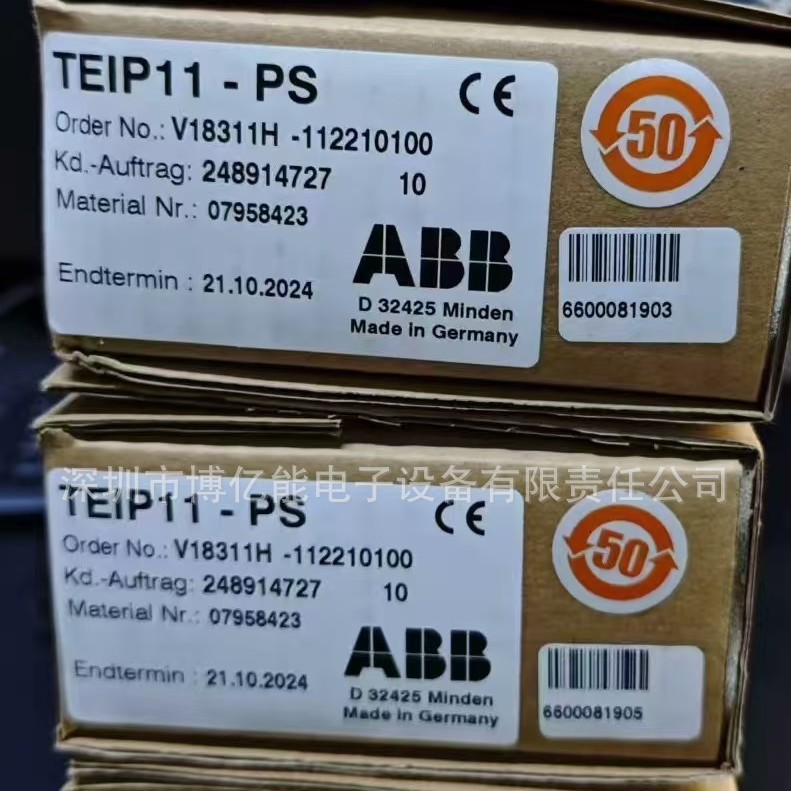 TEIP11 - PS CE
Order No.: V18311H -112210100
Kd.-Auftrag: 248914727 10
Material Nr.: 07958423
Endtermin : 21.10.2024
ABB
D 32425 Minden
Made in Germany
50
6600081903
深圳市博亿能电子设备有限责任公司
TEIP11 - PS CE
Order No.: V18311H -112210100
Kd.-Auftrag: 248914727 10
Material Nr.: 07958423
Endtermin : 21.10.2024
ABB
D 32425 Minden
Made in Germany
50
6600081905